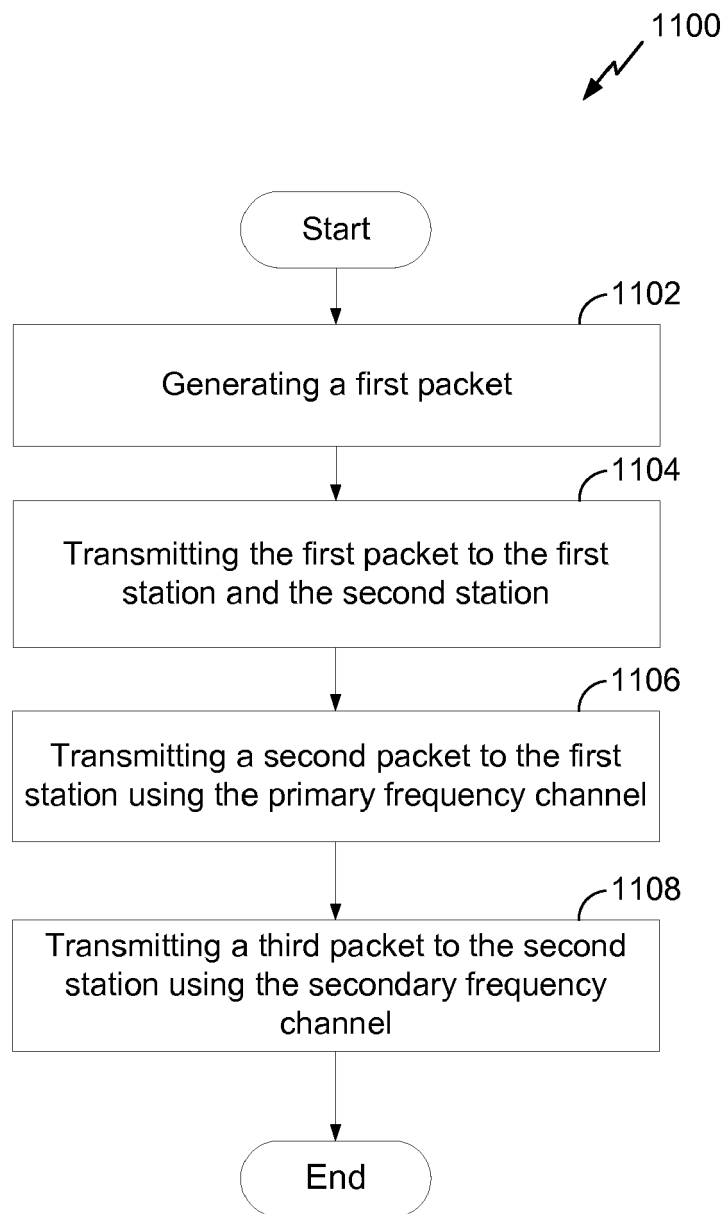 1100
Start
1102
Generating a first packet
1104
Transmitting the first packet to the first
station and the second station
1106
Transmitting a second packet to the first
station using the primary frequency channel
1108
Transmitting a third packet to the second
station using the secondary frequency
channel
End